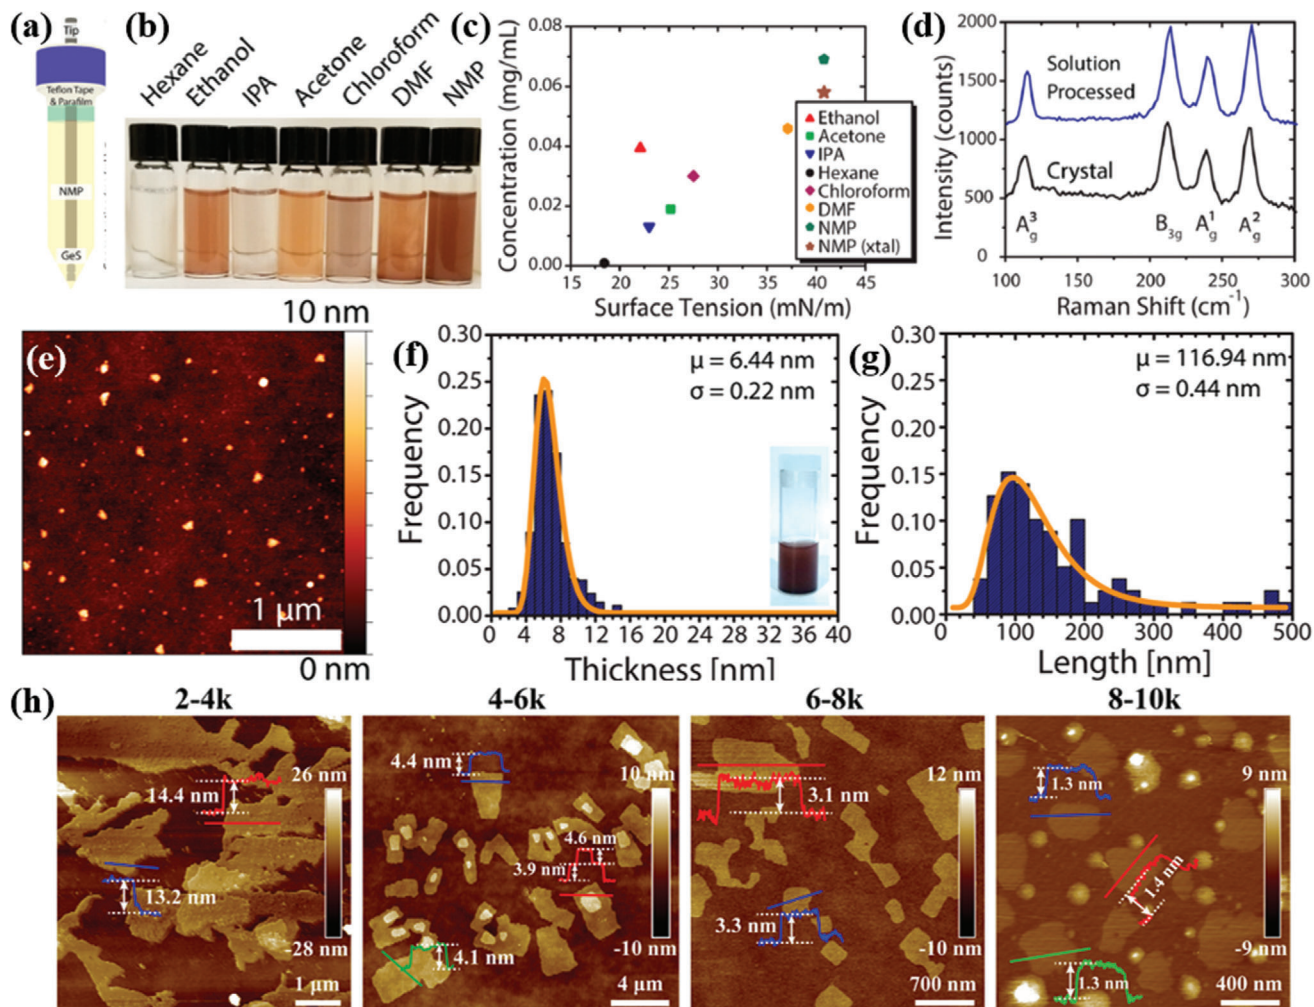 (a)
Tip
Teflon Tape
& Parafilm
NMP
GeS
(b)
Hexane
Ethanol
IPA
Acetone
Chloroform
DMF
NMP
(c)
Concentration (mg/mL)
0.08
0.06
0.04
0.02
0.00
15 20 25 30 35 40 45
Surface Tension (mN/m)
Ethanol
Acetone
IPA
Hexane
Chloroform
DMF
NMP
NMP (xtal)
(d)
Intensity (counts)
2000
1500
1000
500
0
Solution
Processed
Crystal
A³g
B3g
A¹g
A²g
100 150 200 250 300
Raman Shift (cm⁻¹)
(e)
10 nm
1 μm
0 nm
(f)
Frequency
0.30
0.25
0.20
0.15
0.10
0.05
0.00
μ = 6.44 nm
σ = 0.22 nm
0 4 8 12 16 20 24 28 32 36 40
Thickness [nm]
(g)
Frequency
0.30
0.25
0.20
0.15
0.10
0.05
0.00
μ = 116.94 nm
σ = 0.44 nm
0 100 200 300 400 500
Length [nm]
(h)
2-4k
26 nm
14.4 nm
13.2 nm
-28 nm
1 μm
4-6k
4.4 nm
10 nm
4.6 nm
3.9 nm
4.1 nm
-10 nm
4 μm
6-8k
12 nm
3.1 nm
3.3 nm
-10 nm
700 nm
8-10k
9 nm
1.3 nm
1.4 nm
1.3 nm
-9 nm
400 nm